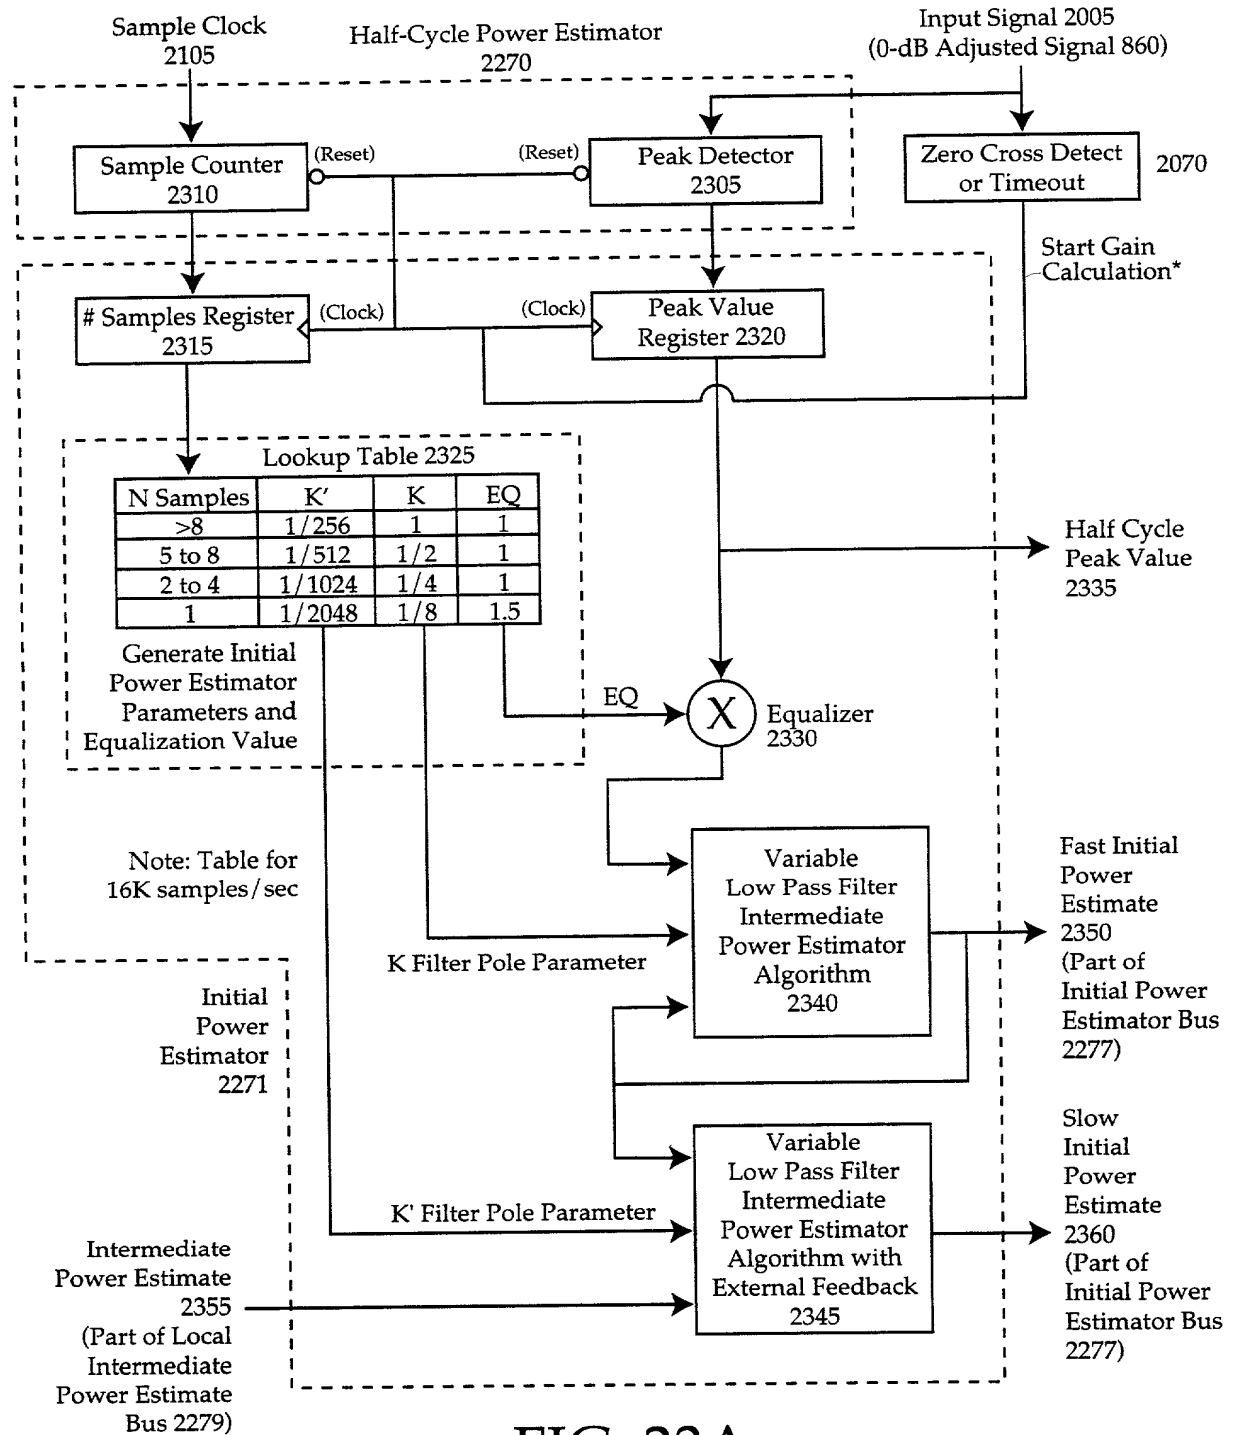 Sample Clock
2105
Half-Cycle Power Estimator
2270
Input Signal 2005
(0-dB Adjusted Signal 860)
Sample Counter
2310
(Reset)
(Reset)
Peak Detector
2305
Zero Cross Detect
or Timeout
2070
Start Gain
Calculation*
# Samples Register
2315
(Clock)
(Clock)
Peak Value
Register 2320
Lookup Table 2325
N Samples K′ K EQ
>8 1/256 1 1
5 to 8 1/512 1/2 1
2 to 4 1/1024 1/4 1
1 1/2048 1/8 1.5
Half Cycle
Peak Value
2335
Generate Initial
Power Estimator
Parameters and
Equalization Value
EQ
X
Equalizer
2330
Note: Table for
16K samples/sec
Variable
Low Pass Filter
Intermediate
Power Estimator
Algorithm
2340
Fast Initial
Power
Estimate
2350
(Part of
Initial Power
Estimator Bus
2277)
K Filter Pole Parameter
Initial
Power
Estimator
2271
Variable
Low Pass Filter
Intermediate
Power Estimator
Algorithm with
External Feedback
2345
Slow
Initial
Power
Estimate
2360
(Part of
Initial Power
Estimator Bus
2277)
K' Filter Pole Parameter
Intermediate
Power Estimate
2355
(Part of Local
Intermediate
Power Estimate
Bus 2279)